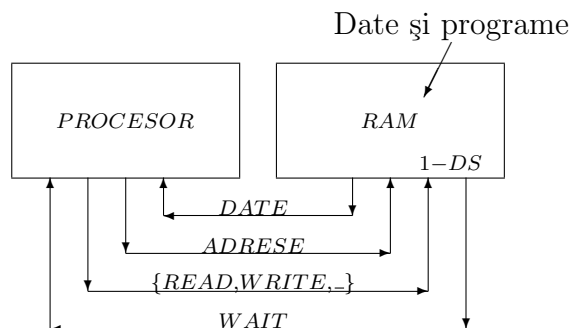 Date şi programe
PROCESOR
RAM
1-DS
DATE
ADRESE
{READ,WRITE,_}
WAIT